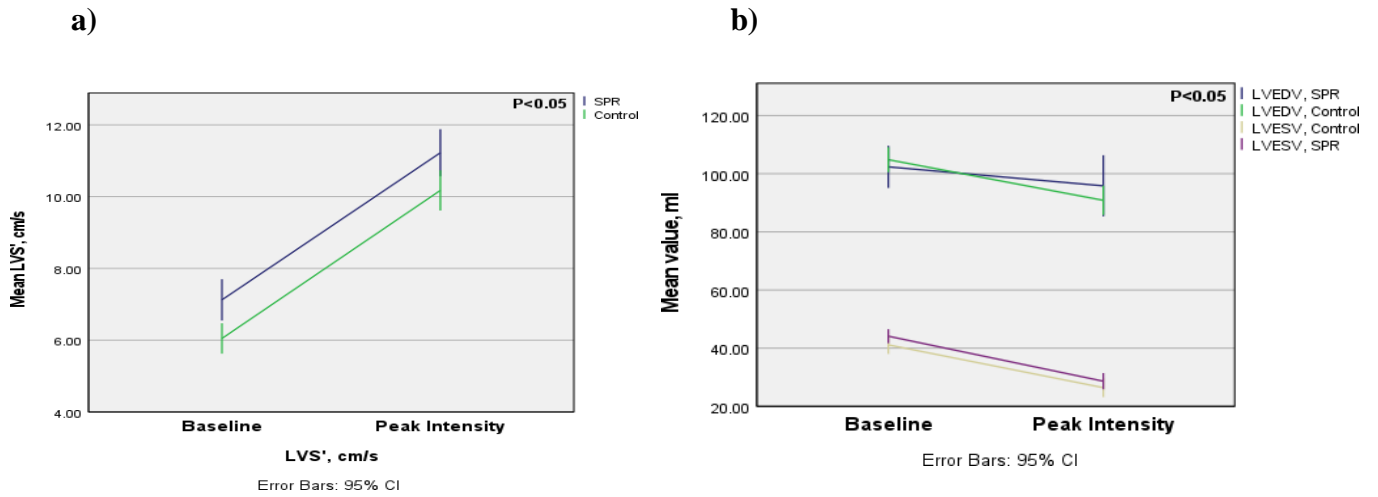 a)
P<0.05
SPR
Control
12.00
10.00
8.00
6.00
4.00
Mean LVS', cm/s
Baseline
Peak Intensity
LVS', cm/s
Error Bars: 95% CI
b)
P<0.05
LVEDV, SPR
LVEDV, Control
LVESV, Control
LVESV, SPR
120.00
100.00
80.00
60.00
40.00
20.00
Mean value, ml
Baseline
Peak Intensity
Error Bars: 95% CI